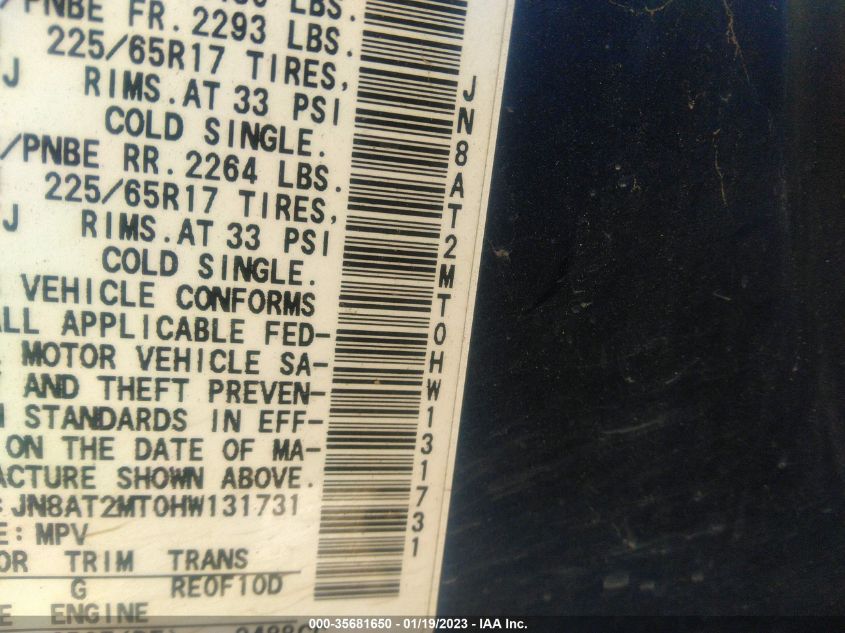 /PNBE FR. 2293 LBS.
225/65R17 TIRES,
J RIMS. AT 33 PSI
COLD SINGLE.
/PNBE RR. 2264 LBS.
225/65R17 TIRES,
J RIMS. AT 33 PSI
COLD SINGLE.
VEHICLE CONFORMS
ALL APPLICABLE FED-
MOTOR VEHICLE SA-
AND THEFT PREVEN-
STANDARDS IN EFF-
ON THE DATE OF MA-
ACTURE SHOWN ABOVE.
:JN8AT2MT0HW131731
E: MPV
OR TRIM TRANS
G RE0F10D
E ENGINE
JN8AT2MT0HW131731
000-35681650 / 01/19/2023 - IAA Inc.